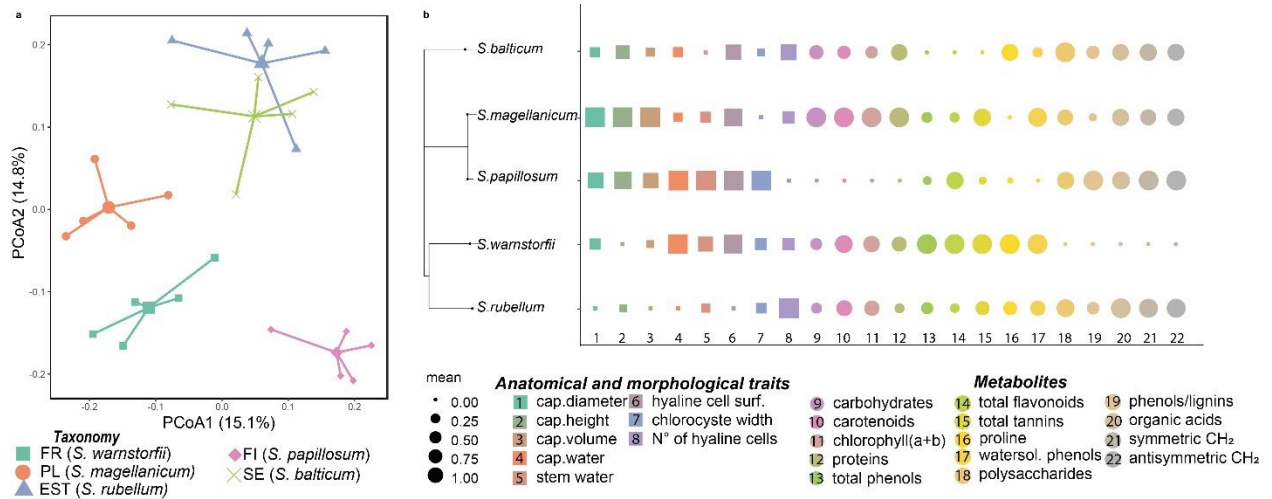 a
0.2
0.1
0.0
-0.1
-0.2
PCoA2 (14.8%)
-0.2 -0.1 0.0 0.1 0.2
PCoA1 (15.1%)
Taxonomy
FR (S. warnstorfii)
PL (S. magellanicum)
EST (S. rubellum)
FI (S. papillosum)
SE (S. balticum)
b
S.balticum
S.magellanicum
S.papillosum
S.warnstorfii
S.rubellum
1 2 3 4 5 6 7 8 9 10 11 12 13 14 15 16 17 18 19 20 21 22
mean
0.00
0.25
0.50
0.75
1.00
Anatomical and morphological traits
1 cap.diameter
2 cap.height
3 cap.volume
4 cap.water
5 stem water
6 hyaline cell surf.
7 chlorocyste width
8 N° of hyaline cells
Metabolites
9 carbohydrates
10 carotenoids
11 chlorophyll(a+b)
12 proteins
13 total phenols
14 total flavonoids
15 total tannins
16 proline
17 watersol. phenols
18 polysaccharides
19 phenols/lignins
20 organic acids
21 symmetric CH₂
22 antisymmetric CH₂